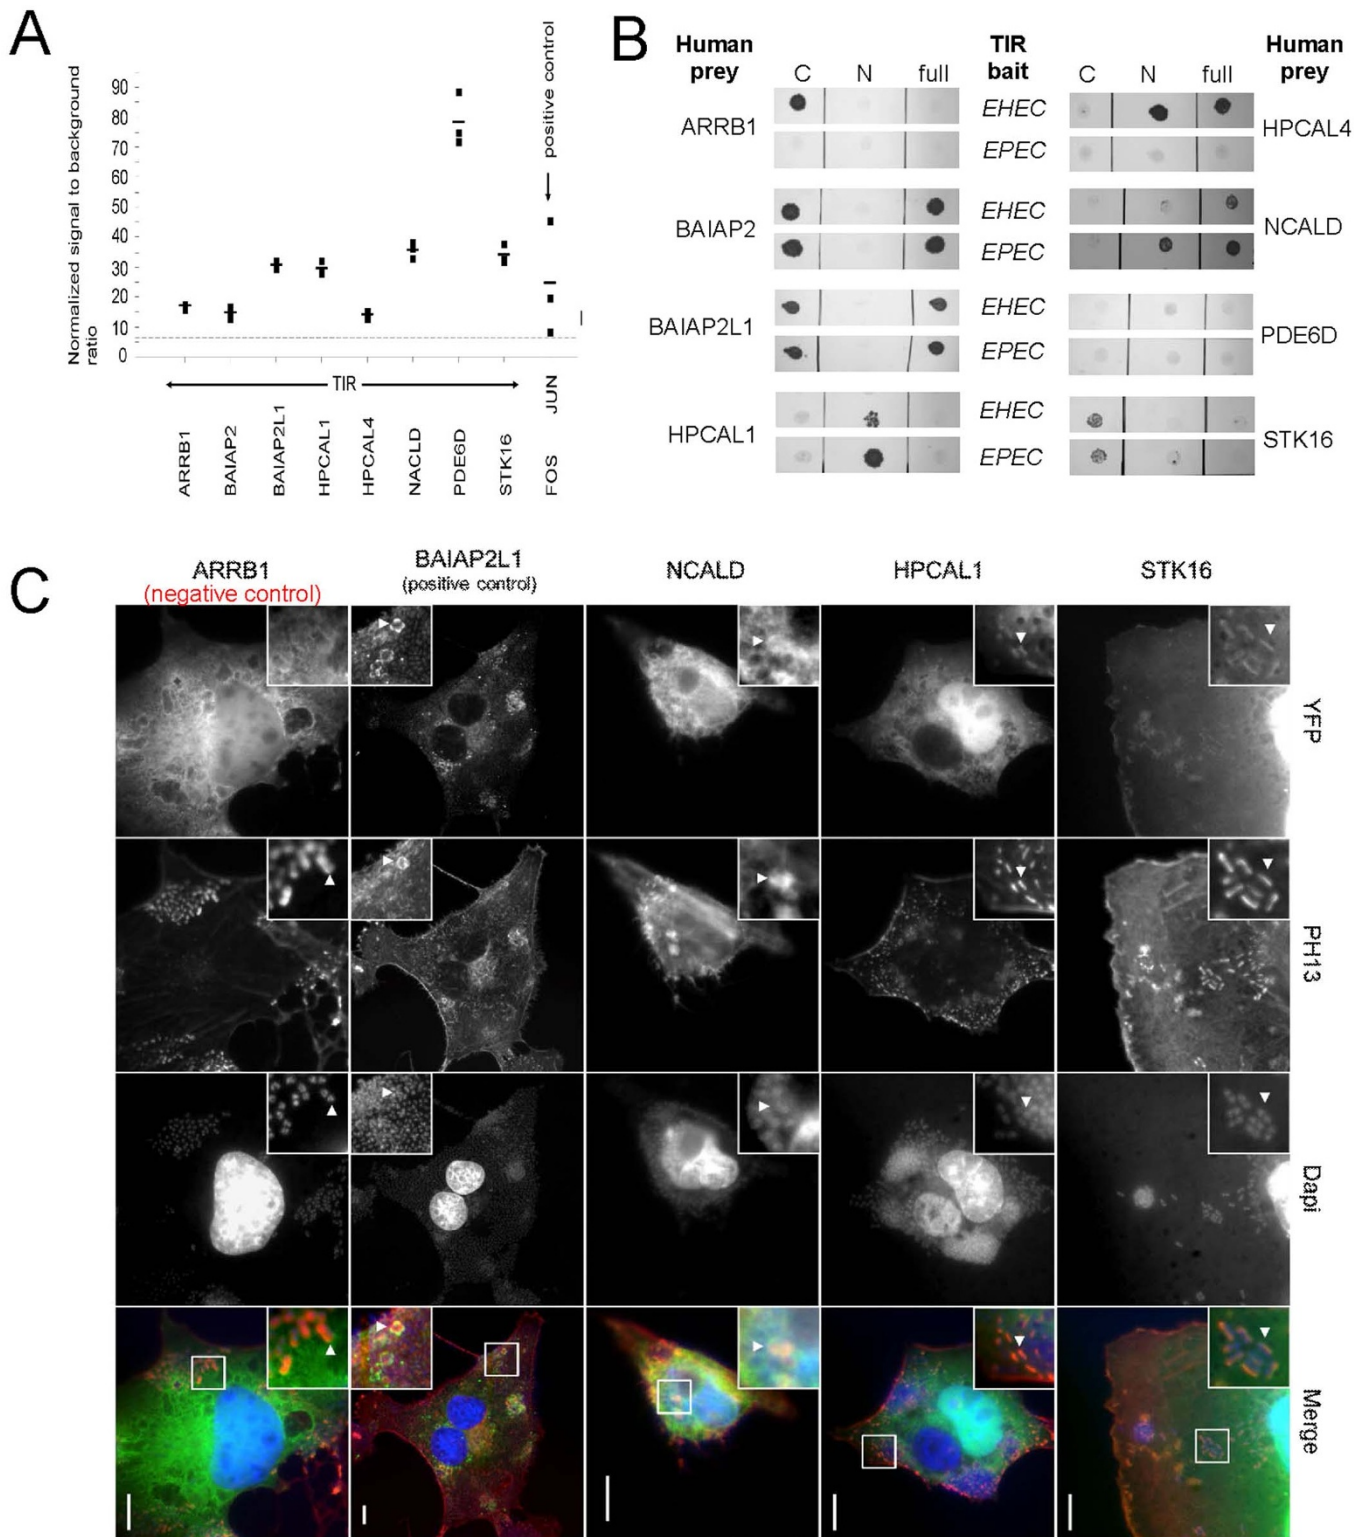 A
Normalized signal to background
ratio
90
80
70
60
50
40
30
20
10
0
positive control
TIR
JUN
ARRB1
BAIAP2
BAIAP2L1
HPCAL1
HPCAL4
NACLD
PDE6D
STK16
FOS
B
Human
prey
TIR
bait
Human
prey
C N full
C N full
ARRB1
EHEC
EPEC
HPCAL4
BAIAP2
EHEC
EPEC
NCALD
BAIAP2L1
EHEC
EPEC
PDE6D
HPCAL1
EHEC
EPEC
STK16
C
ARRB1
(negative control)
BAIAP2L1
(positive control)
NCALD
HPCAL1
STK16
YFP
PH13
Dapi
Merge